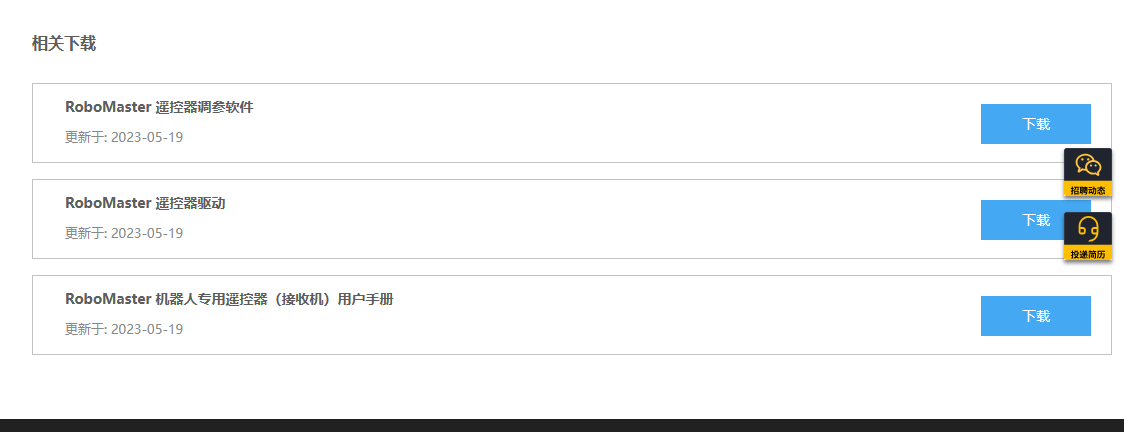 相关下载
RoboMaster 遥控器调参软件
更新于: 2023-05-19
下载
招聘动态
RoboMaster 遥控器驱动
更新于: 2023-05-19
下载
投递简历
RoboMaster 机器人专用遥控器（接收机）用户手册
更新于: 2023-05-19
下载